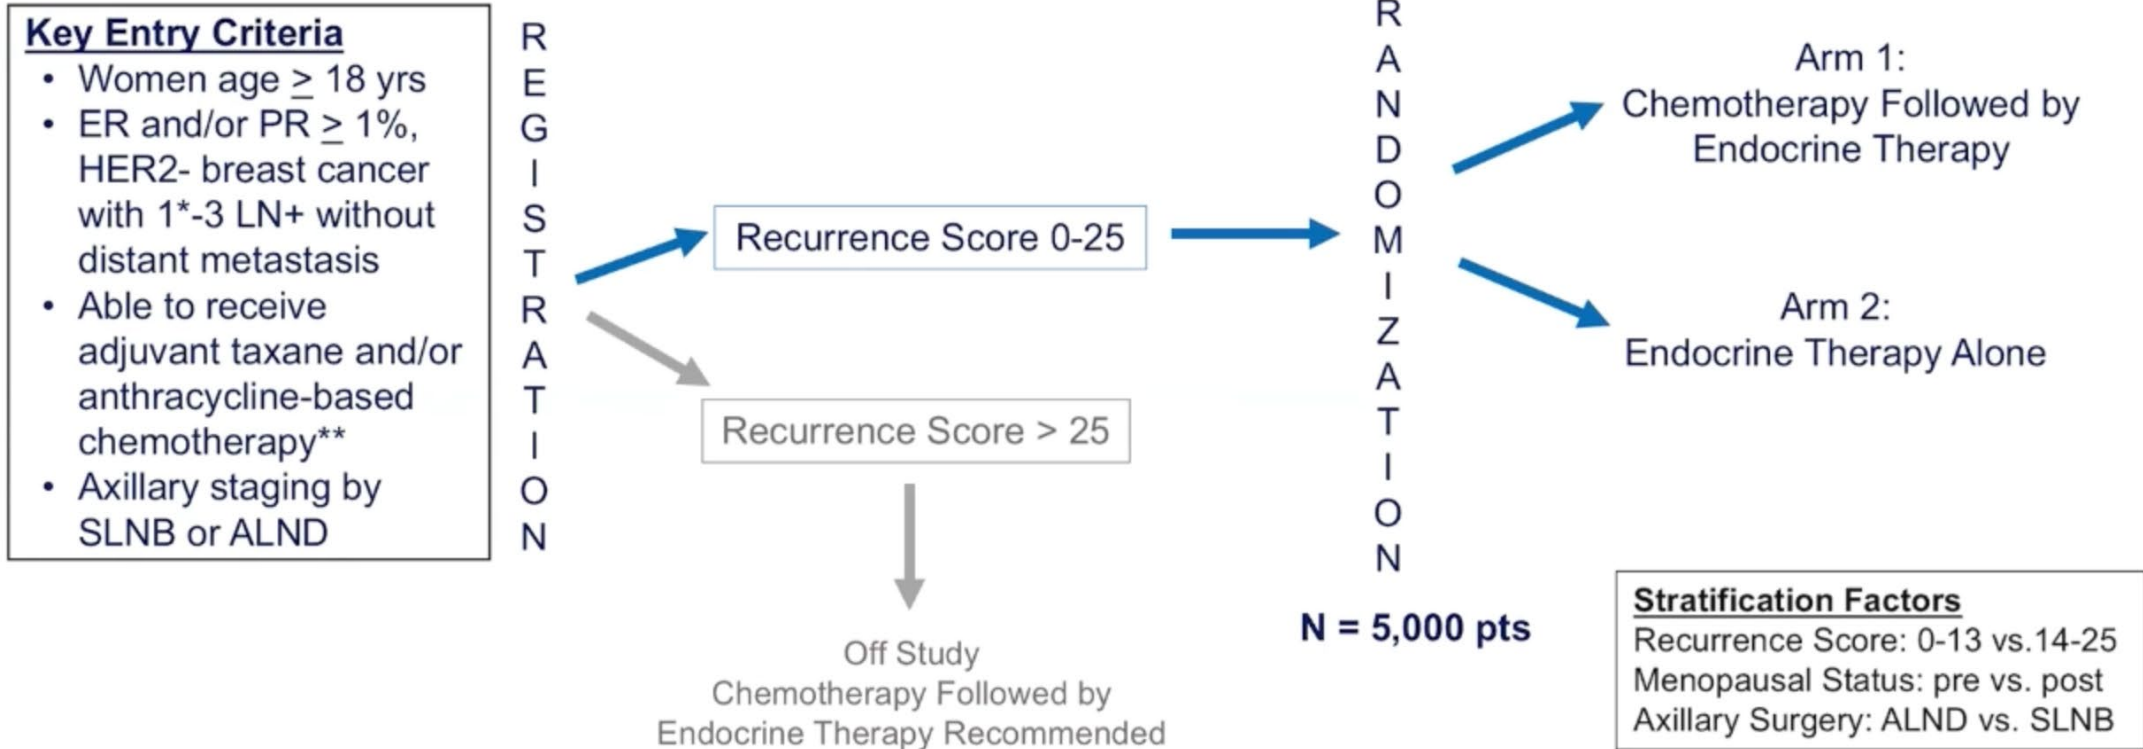 Key Entry Criteria
• Women age ≥ 18 yrs
• ER and/or PR ≥ 1%,
HER2- breast cancer
with 1*-3 LN+ without
distant metastasis
• Able to receive
adjuvant taxane and/or
anthracycline-based
chemotherapy**
• Axillary staging by
SLNB or ALND
REGISTRATION
Recurrence Score 0-25
Recurrence Score > 25
Off Study
Chemotherapy Followed by
Endocrine Therapy Recommended
RANDOMIZATION
N = 5,000 pts
Arm 1:
Chemotherapy Followed by
Endocrine Therapy
Arm 2:
Endocrine Therapy Alone
Stratification Factors
Recurrence Score: 0-13 vs.14-25
Menopausal Status: pre vs. post
Axillary Surgery: ALND vs. SLNB